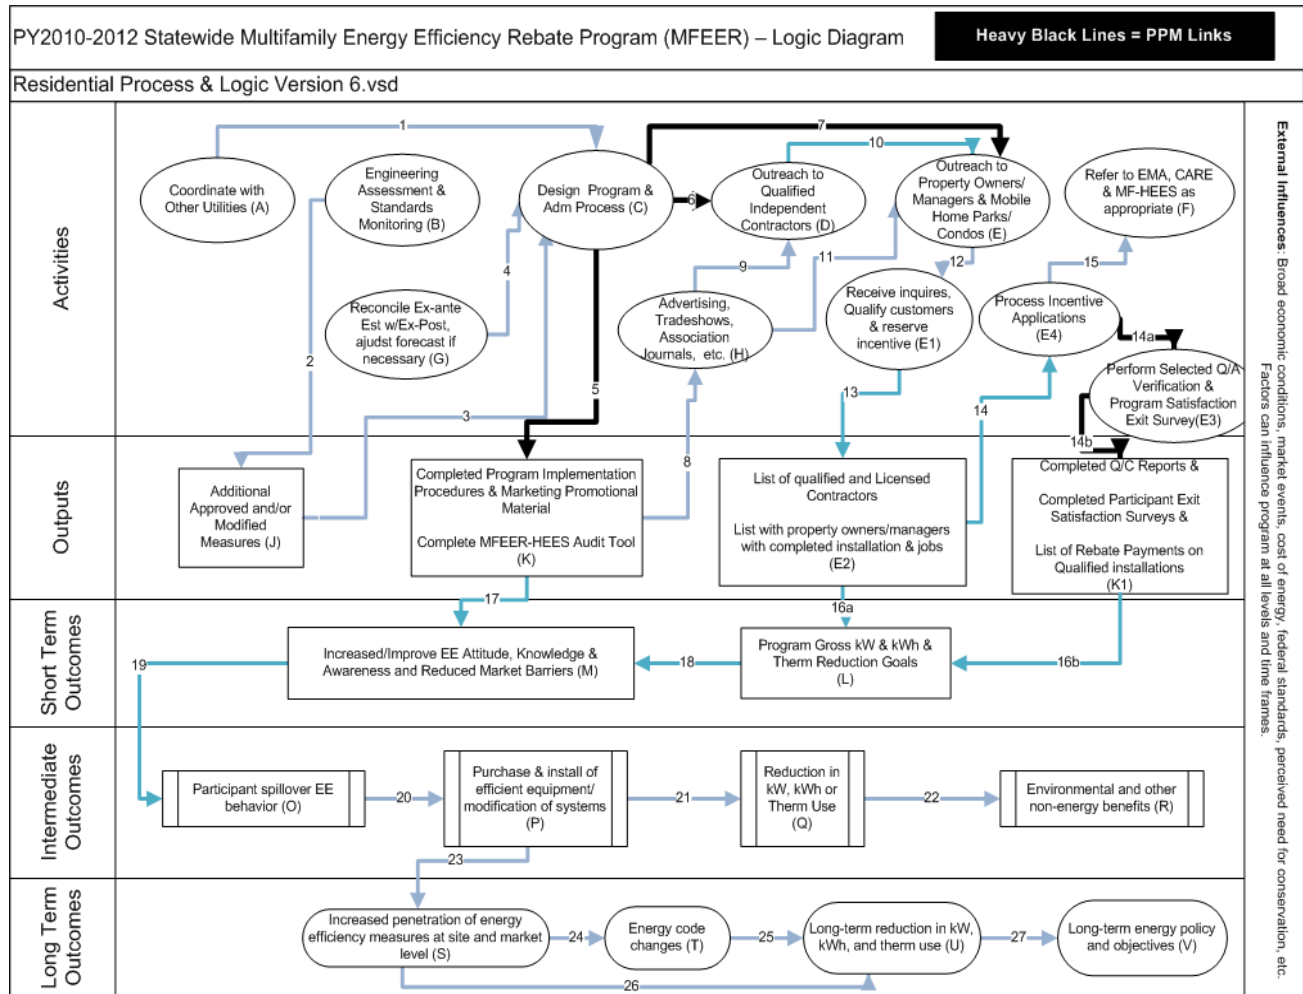 PY2010-2012 Statewide Multifamily Energy Efficiency Rebate Program (MFEER) – Logic Diagram
Heavy Black Lines = PPM Links
Residential Process & Logic Version 6.vsd
Activities
1
7
10
Coordinate with
Other Utilities (A)
Engineering
Assessment &
Standards
Monitoring (B)
Design Program &
Adm Process (C)
6
Outreach to
Qualified
Independent
Contractors (D)
Outreach to
Property Owners/
Managers & Mobile
Home Parks/
Condos (E)
Refer to EMA, CARE
& MF-HEES as
appropriate (F)
4
9
11
12
15
Reconcile Ex-ante
Est w/Ex-Post,
ajudst forecast if
necessary (G)
Advertising,
Tradeshows,
Association
Journals, etc. (H)
Receive inquires,
Qualify customers
& reserve
incentive (E1)
Process Incentive
Applications
(E4)
14a
Perform Selected Q/A
Verification &
Program Satisfaction
Exit Survey(E3)
2
3
5
8
13
14
14b
Outputs
Additional
Approved and/or
Modified
Measures (J)
Completed Program Implementation
Procedures & Marketing Promotional
Material
Complete MFEER-HEES Audit Tool
(K)
List of qualified and Licensed
Contractors
List with property owners/managers
with completed installation & jobs
(E2)
Completed Q/C Reports &
Completed Participant Exit
Satisfaction Surveys &
List of Rebate Payments on
Qualified installations
(K1)
17
16a
Short Term
Outcomes
19
Increased/Improve EE Attitude, Knowledge &
Awareness and Reduced Market Barriers (M)
18
Program Gross kW & kWh &
Therm Reduction Goals
(L)
16b
Intermediate
Outcomes
Participant spillover EE
behavior (O)
20
Purchase & install of
efficient equipment/
modification of systems
(P)
21
Reduction in
kW, kWh or
Therm Use
(Q)
22
Environmental and other
non-energy benefits (R)
23
Long Term
Outcomes
Increased penetration of energy
efficiency measures at site and market
level (S)
24
Energy code
changes (T)
25
Long-term reduction in kW,
kWh, and therm use (U)
27
Long-term energy policy
and objectives (V)
26
External Influences: Broad economic conditions, market events, cost of energy, federal standards, perceived need for conservation, etc.
Factors can influence program at all levels and time frames.